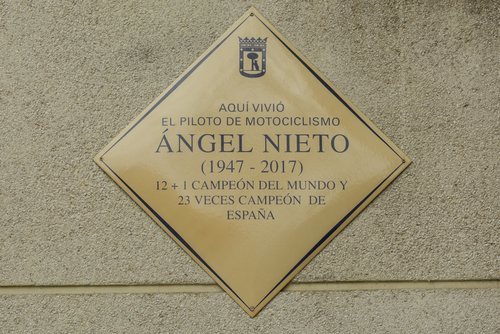 AQUÍ VIVIÓ
EL PILOTO DE MOTOCICLISMO
ÁNGEL NIETO
(1947 - 2017)
12 + 1 CAMPEÓN DEL MUNDO Y
23 VECES CAMPEÓN DE
ESPAÑA